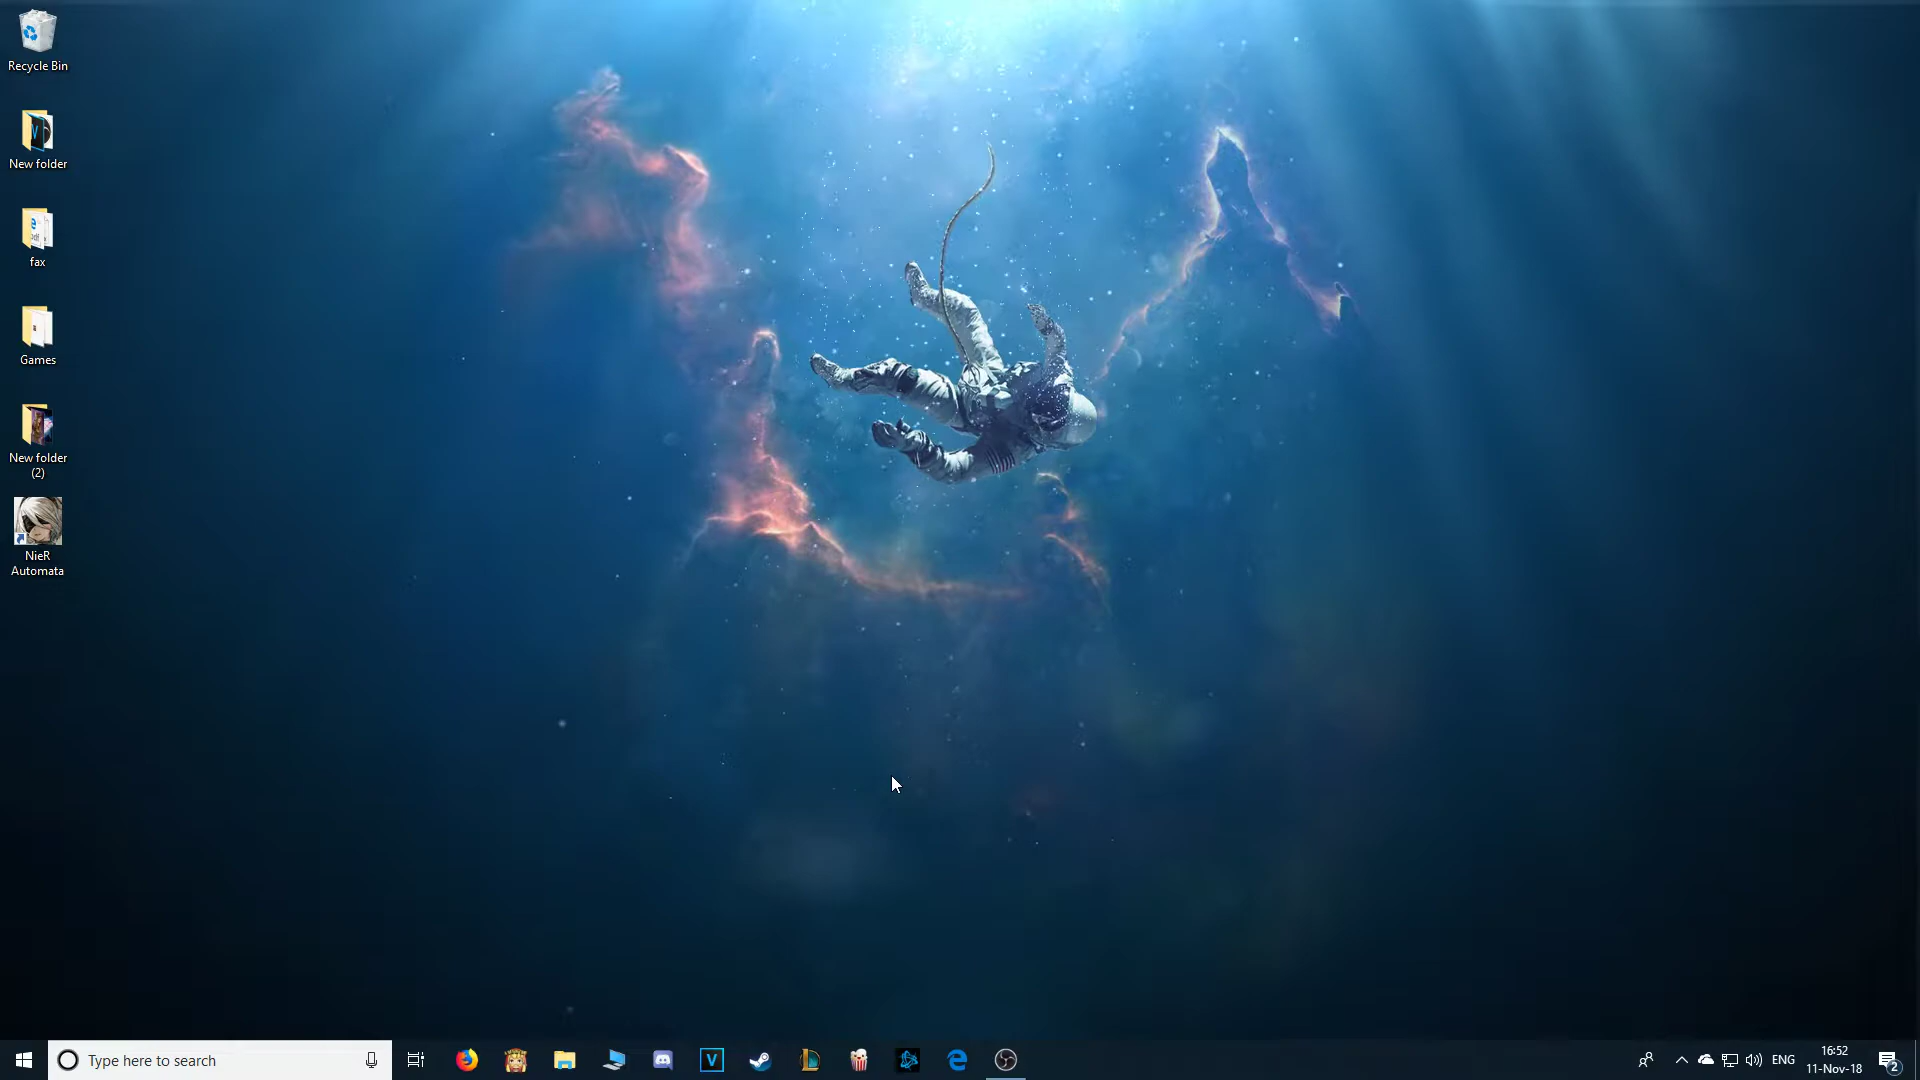 Recycle Bin
New folder
fax
Games
New folder
(2)
NieR
Automata
Type here to search
V
ENG
16:52
11-Nov-18
2